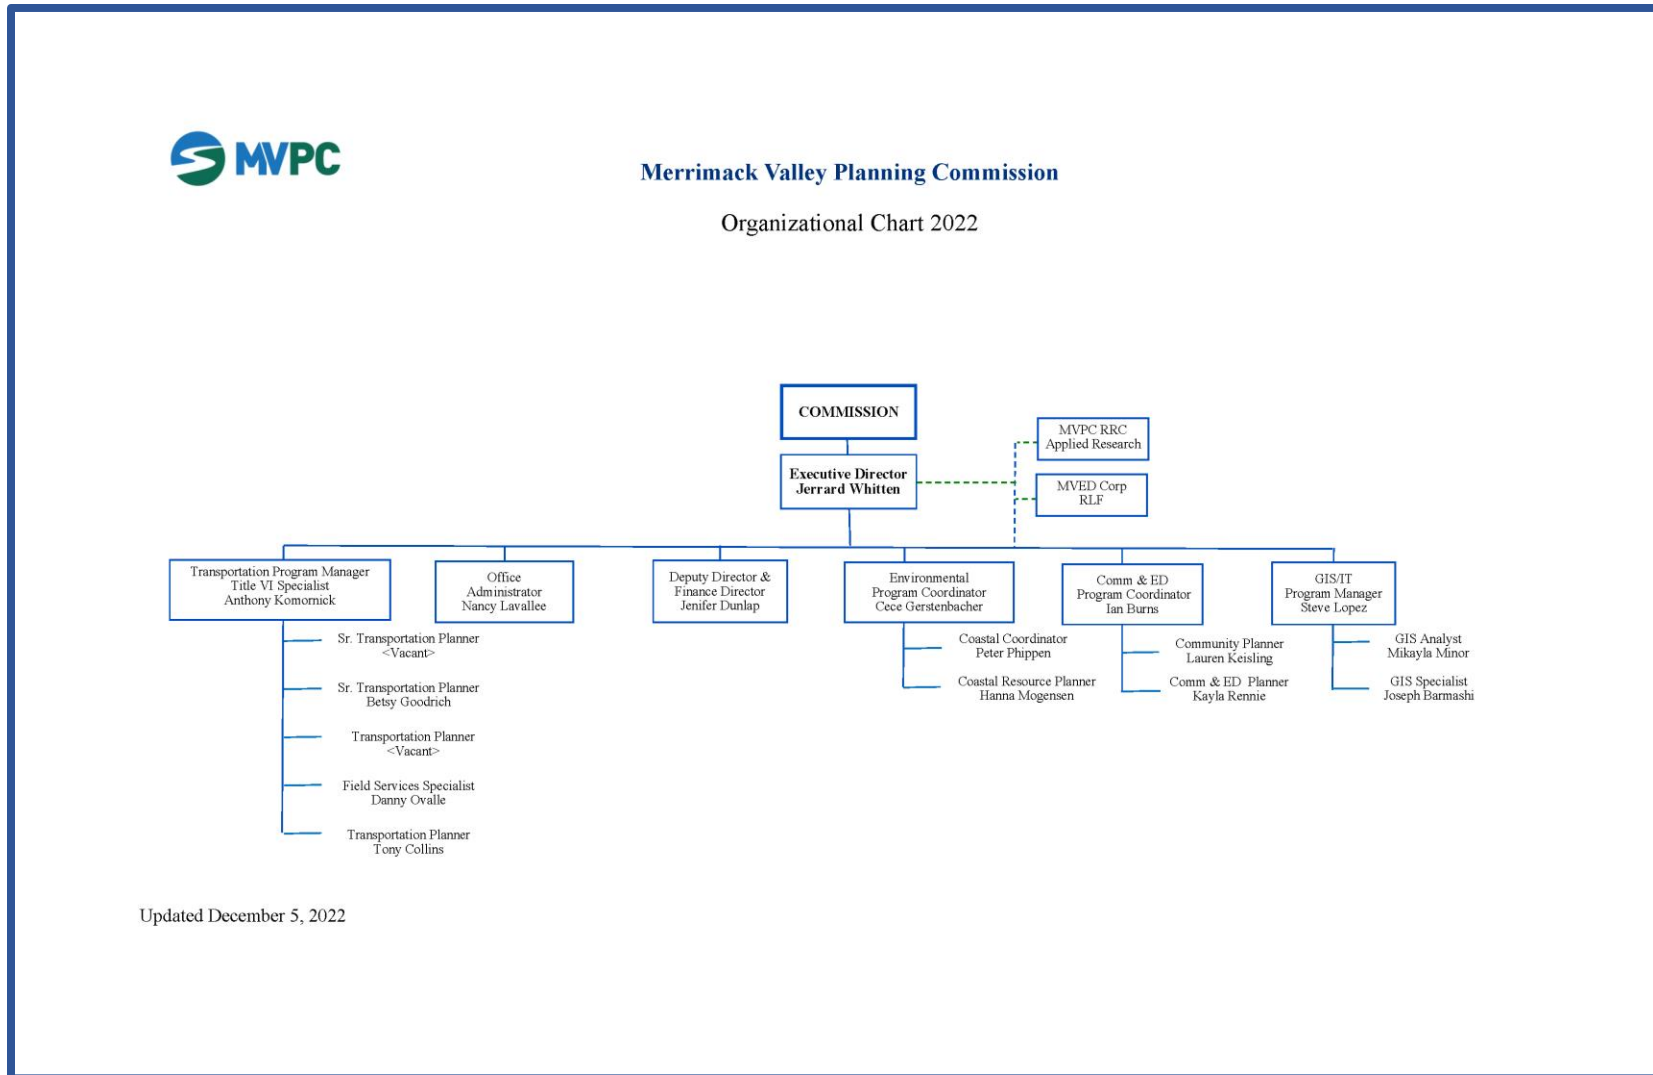 MVPC
Merrimack Valley Planning Commission
Organizational Chart 2022
COMMISSION
Executive Director
Jerrard Whitten
MVPC RRC
Applied Research
MVED Corp
RLF
Transportation Program Manager
Title VI Specialist
Anthony Komornick
Sr. Transportation Planner
<Vacant>
Sr. Transportation Planner
Betsy Goodrich
Transportation Planner
<Vacant>
Field Services Specialist
Danny Ovalle
Transportation Planner
Tony Collins
Office
Administrator
Nancy Lavallee
Deputy Director &
Finance Director
Jenifer Dunlap
Environmental
Program Coordinator
Cece Gerstenbacher
Coastal Coordinator
Peter Phippen
Coastal Resource Planner
Hanna Mogensen
Comm & ED
Program Coordinator
Ian Burns
Community Planner
Lauren Keisling
Comm & ED  Planner
Kayla Rennie
GIS/IT
Program Manager
Steve Lopez
GIS Analyst
Mikayla Minor
GIS Specialist
Joseph Barmashi
Updated December 5, 2022